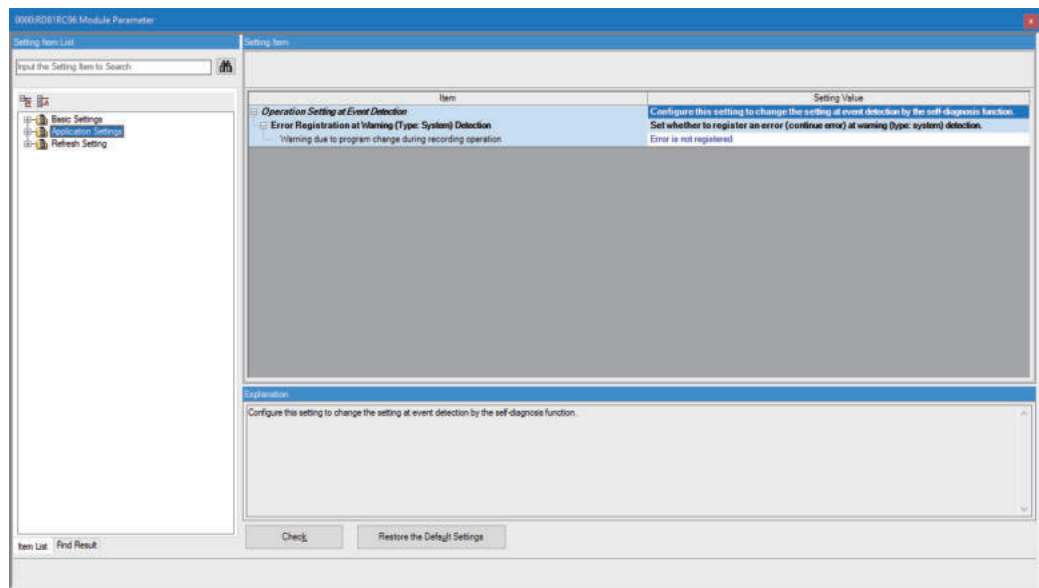 0000:RD81RC96 Module Parameter
Setting Item List
Input the Setting Item to Search
Basic Settings
Application Settings
Refresh Setting
Item List
Find Result
Setting Item
Item
Setting Value
Operation Setting at Event Detection
Configure this setting to change the setting at event detection by the self-diagnosis function.
Error Registration at Warning (Type: System) Detection
Set whether to register an error (continue error) at warning (type: system) detection.
Warning due to program change during recording operation
Error is not registered
Explanation
Configure this setting to change the setting at event detection by the self-diagnosis function.
Check
Restore the Default Settings